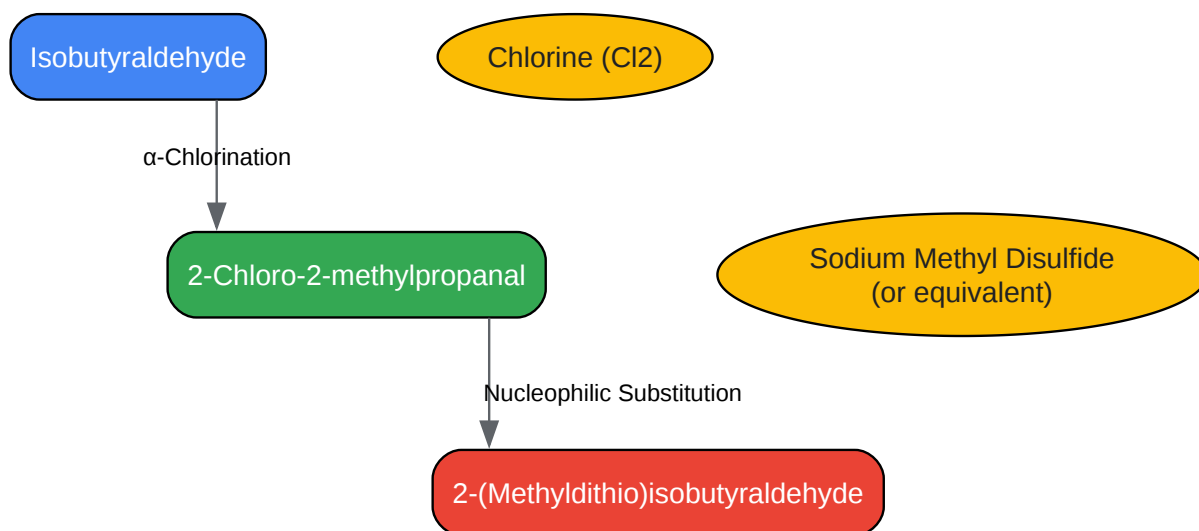 Isobutyraldehyde
Chlorine (Cl2)
α-Chlorination
2-Chloro-2-methylpropanal
Sodium Methyl Disulfide
(or equivalent)
Nucleophilic Substitution
2-(Methyldithio)isobutyraldehyde